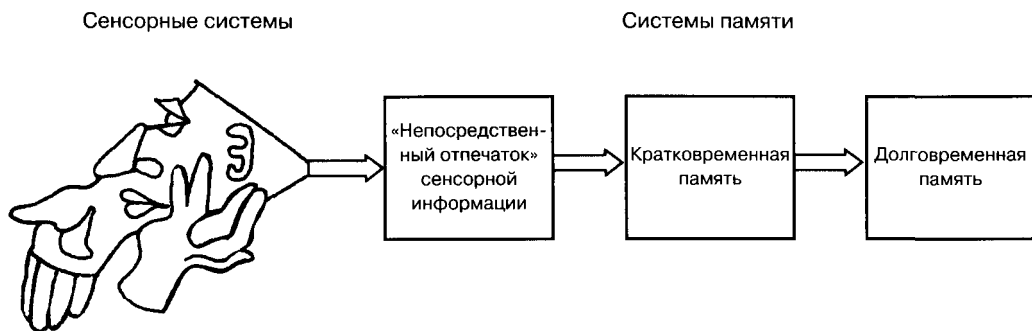 Сенсорные системы
Системы памяти
«Непосредствен-
ный отпечаток»
сенсорной
информации
Кратковременная
память
Долговременная
память